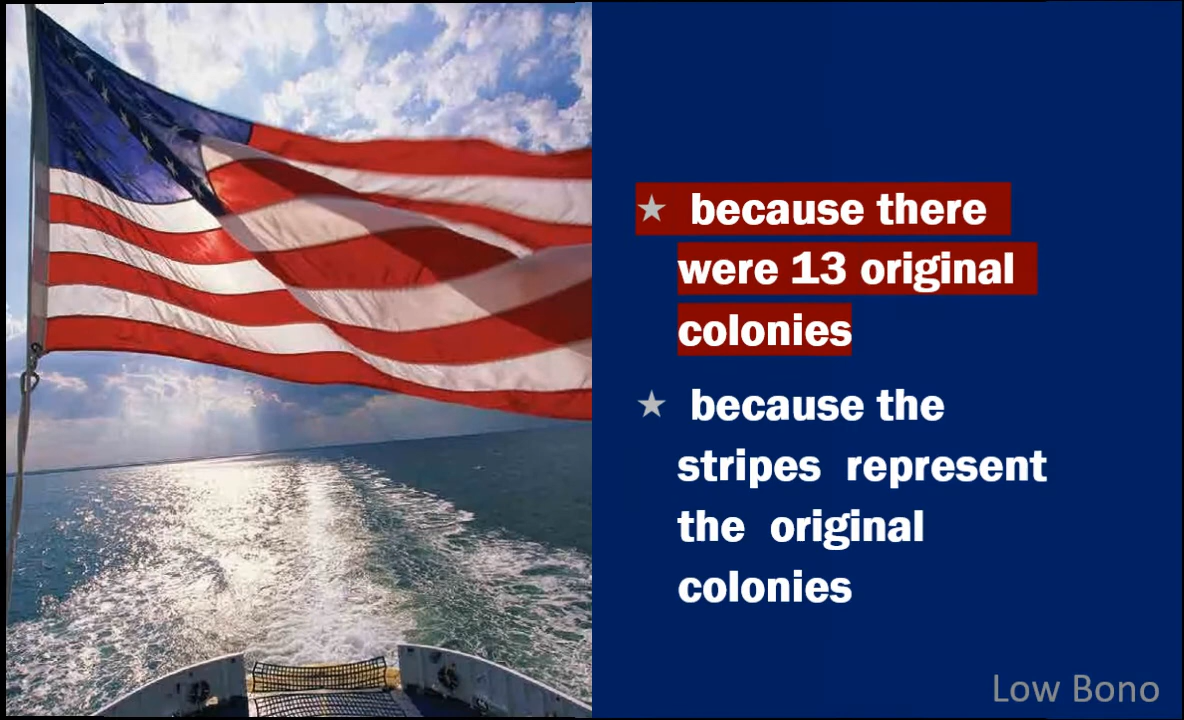 ★ because there
were 13 original
colonies
★ because the
stripes represent
the original
colonies
Low Bono